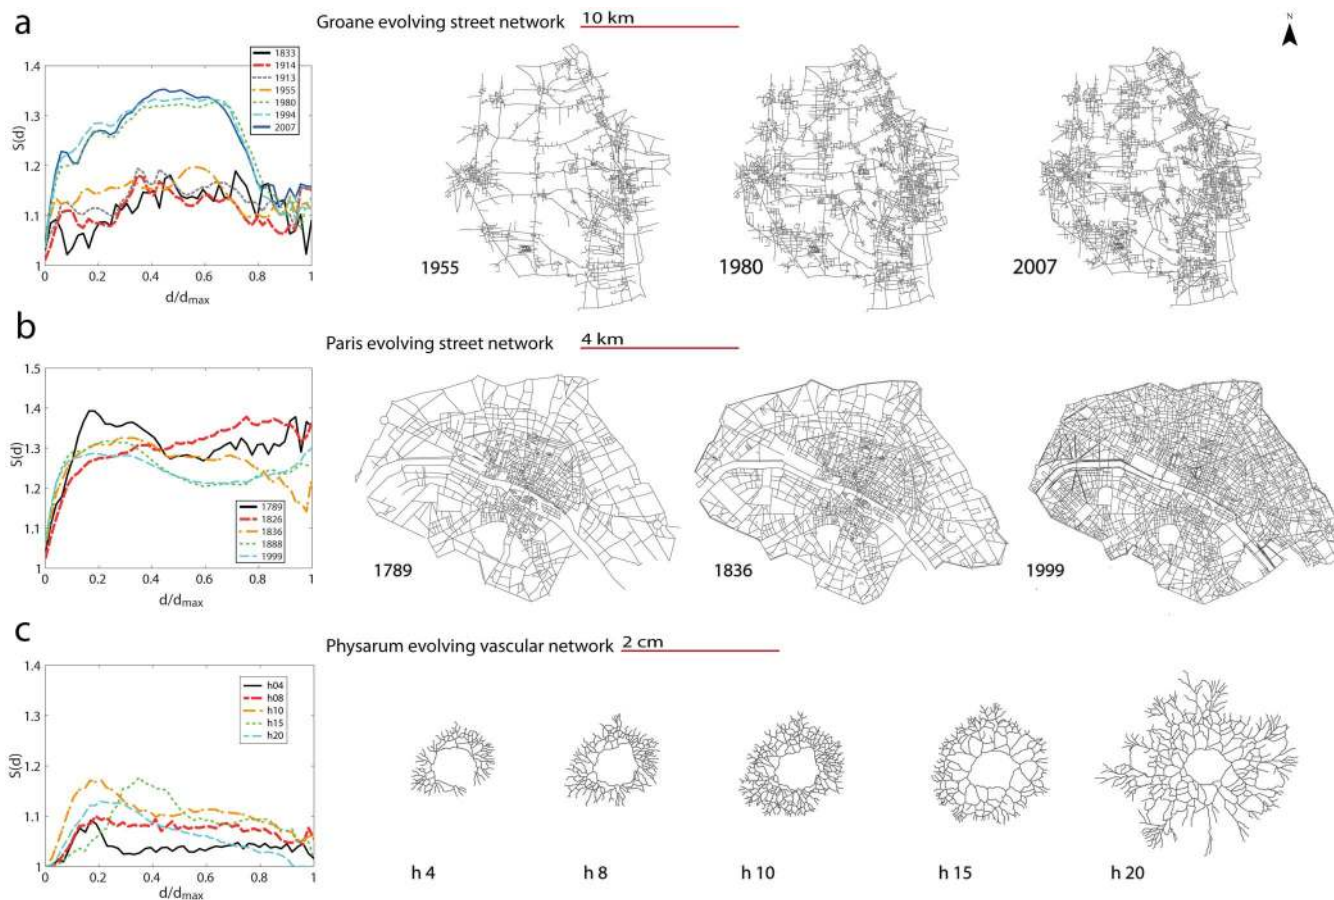 a
Groane evolving street network
10 km
N
1833
1914
1913
1955
1980
1994
2007
1.4
1.3
1.2
1.1
1
S(d)
0 0.2 0.4 0.6 0.8 1
d/dmax
1955
1980
2007
b
Paris evolving street network
4 km
1.5
1.4
1.3
1.2
1.1
1
S(d)
1789
1826
1836
1888
1999
0 0.2 0.4 0.6 0.8 1
d/dmax
1789
1836
1999
c
Physarum evolving vascular network
2 cm
1.4
1.3
1.2
1.1
1
S(d)
h04
h08
h10
h15
h20
0 0.2 0.4 0.6 0.8 1
d/dmax
h 4
h 8
h 10
h 15
h 20